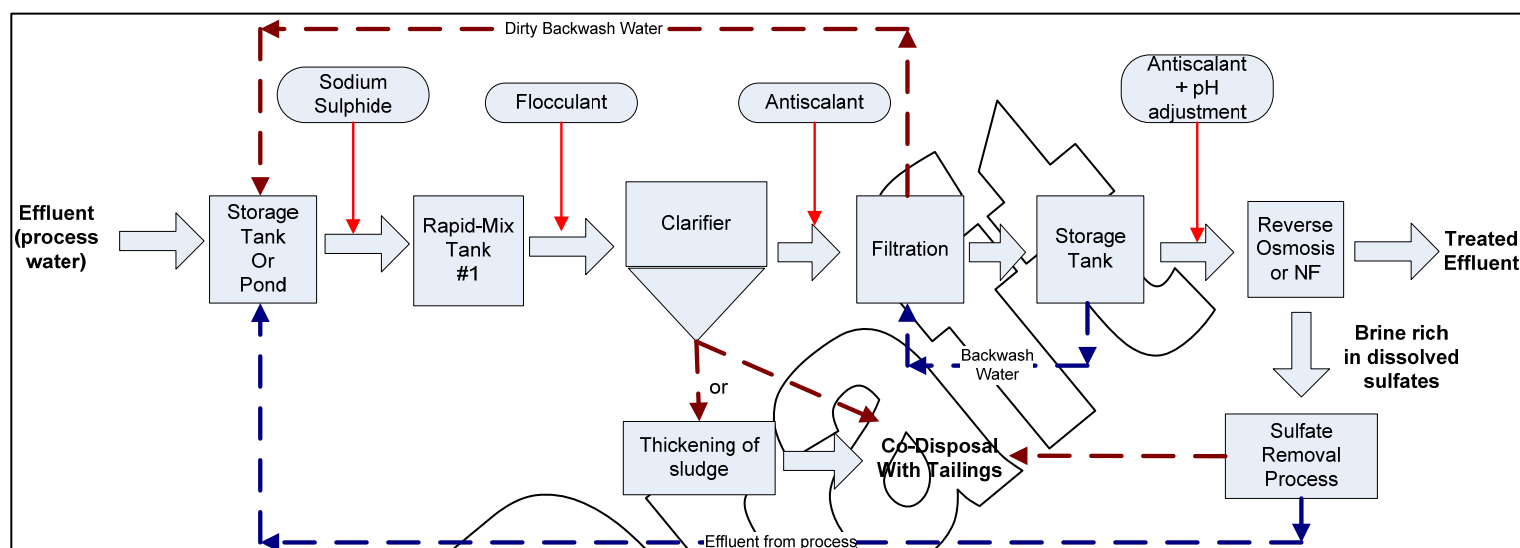 Dirty Backwash Water
Sodium
Sulphide
Flocculant
Antiscalant
Antiscalant
+ pH
adjustment
Effluent
(process
water)
Storage
Tank
Or
Pond
Rapid-Mix
Tank
#1
Clarifier
Filtration
Storage
Tank
Reverse
Osmosis
or NF
Treated
Effluent
Backwash
Water
Brine rich
in dissolved
sulfates
or
Thickening of
sludge
Co-Disposal
With Tailings
Sulfate
Removal
Process
Effluent from process